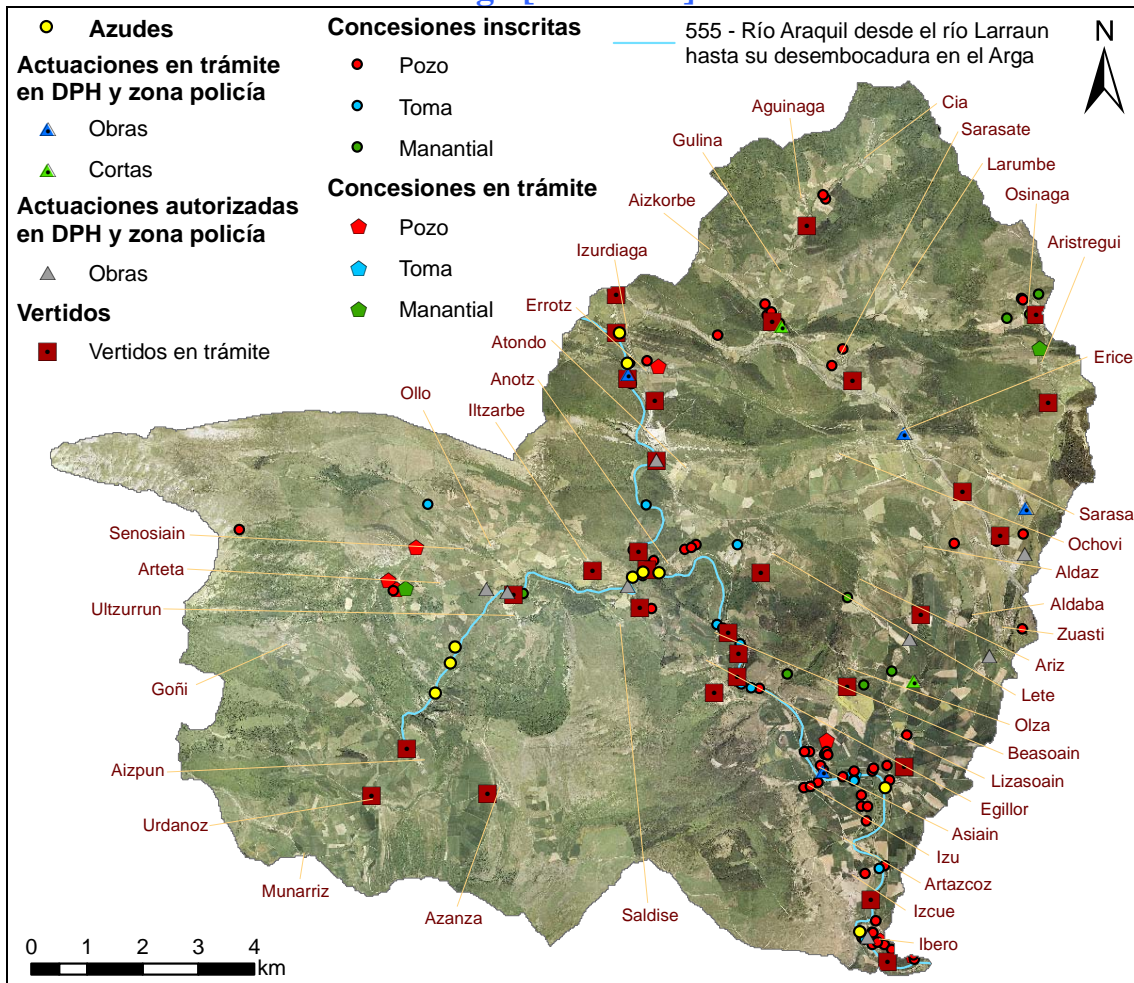 Azudes
Actuaciones en trámite
en DPH y zona policía
Obras
Cortas
Actuaciones autorizadas
en DPH y zona policía
Obras
Vertidos
Vertidos en trámite
Concesiones inscritas
Pozo
Toma
Manantial
Concesiones en trámite
Pozo
Toma
Manantial
555 - Río Araquil desde el río Larraun
hasta su desembocadura en el Arga
N
Cia
Aguinaga
Sarasate
Gulina
Larumbe
Osinaga
Aizkorbe
Aristregui
Izurdiaga
Errotz
Atondo
Erice
Anotz
Ollo
Iltzarbe
Sarasa
Senosiain
Ochovi
Arteta
Aldaz
Ultzurrun
Aldaba
Zuasti
Ariz
Goñi
Lete
Olza
Beasoain
Aizpun
Lizasoain
Egillor
Urdanoz
Asiain
Izu
Munarriz
Artazcoz
Azanza
Saldise
Izcue
Ibero
0 1 2 3 4
km